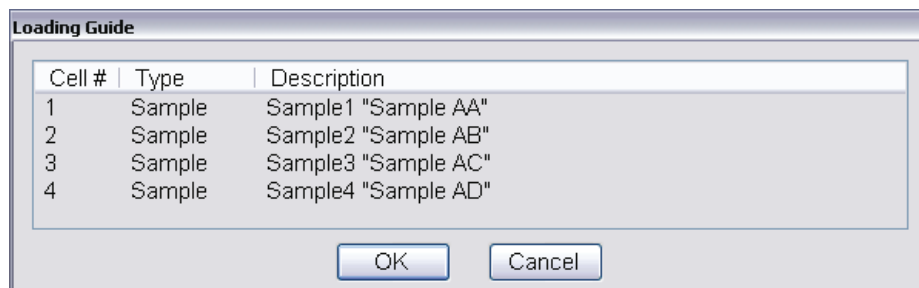 Loading Guide
Cell # Type Description
1 Sample Sample1 "Sample AA"
2 Sample Sample2 "Sample AB"
3 Sample Sample3 "Sample AC"
4 Sample Sample4 "Sample AD"
OK Cancel